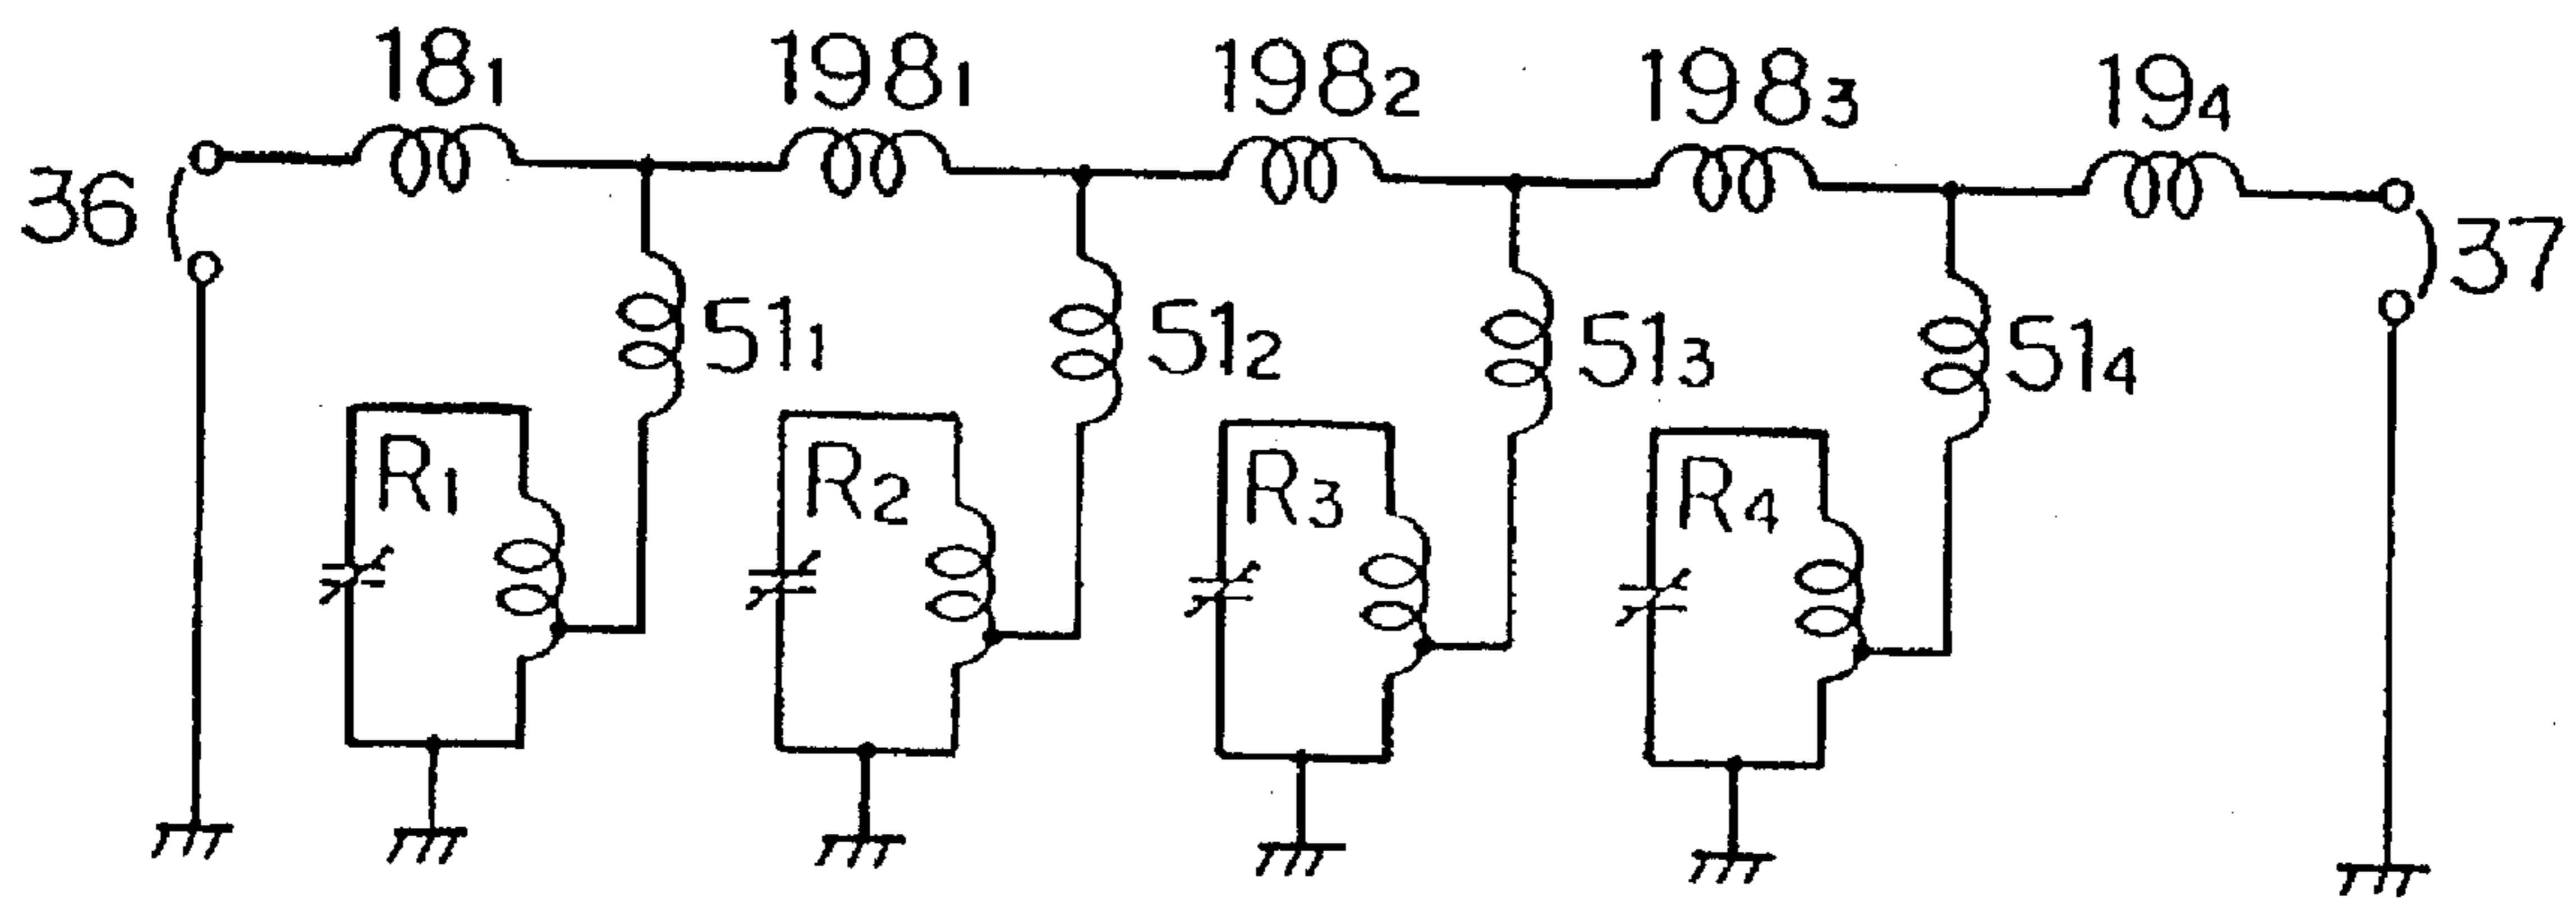 18₁ 198₁ 198₂ 198₃ 19₄
36 37
51₁ 51₂ 51₃ 51₄
R₁ R₂ R₃ R₄